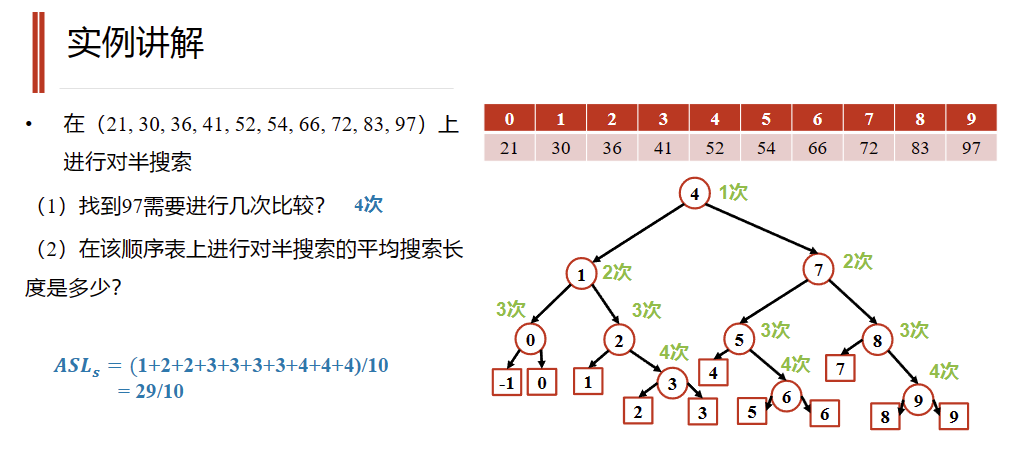 实例讲解
• 在（21, 30, 36, 41, 52, 54, 66, 72, 83, 97）上
进行对半搜索
（1）找到97需要进行几次比较？ 4次
（2）在该顺序表上进行对半搜索的平均搜索长
度是多少？
ASLₛ = (1+2+2+3+3+3+3+4+4+4)/10
= 29/10
0 1 2 3 4 5 6 7 8 9
21 30 36 41 52 54 66 72 83 97
4 1次
1 2次 7 2次
3次 3次 3次 3次
0 2 5 8
4次 4次 4次
-1 0 1 3 4 6 7 9
2 3 5 6 8 9